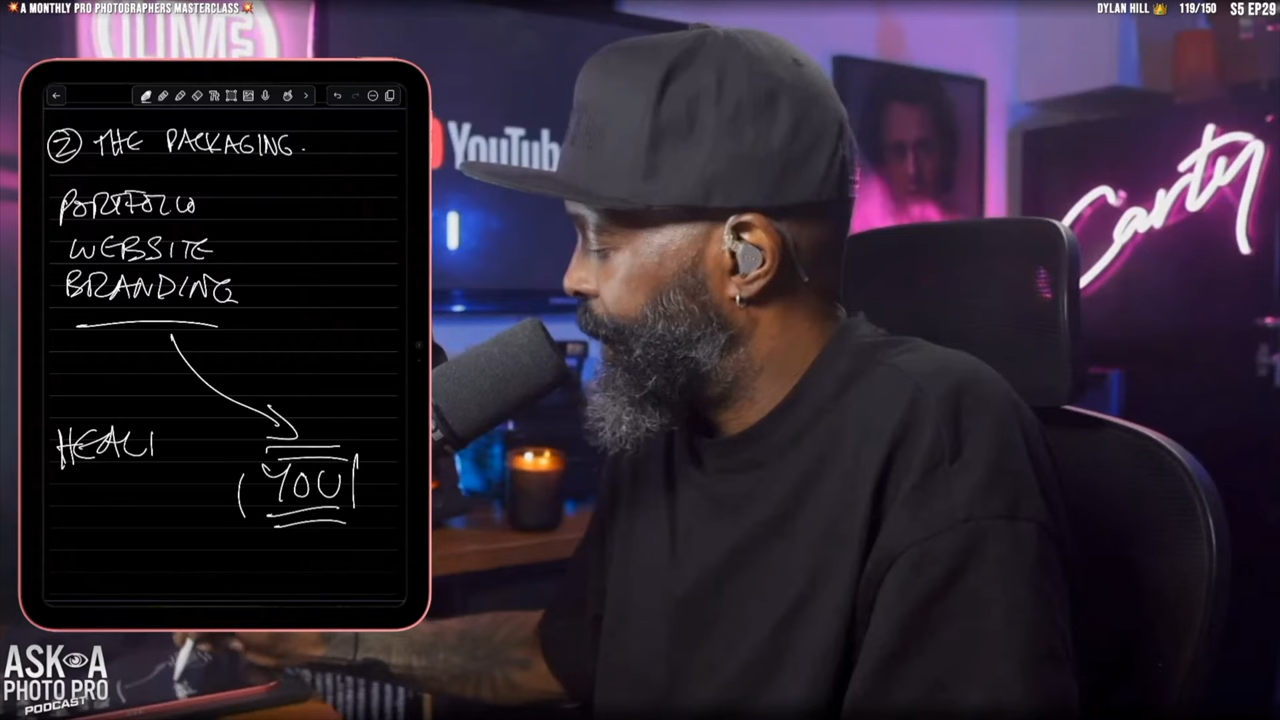 💥A MONTHLY PRO PHOTOGRAPHERS MASTERCLASS💥
DYLAN HILL 👑 119/150 S5 EP29
② THE PACKAGING.
PORTFOLIO
WEBSITE
BRANDING
HEAL
(YOU)
YouTube
Carty
ASK A
PHOTO PRO
PODCAST